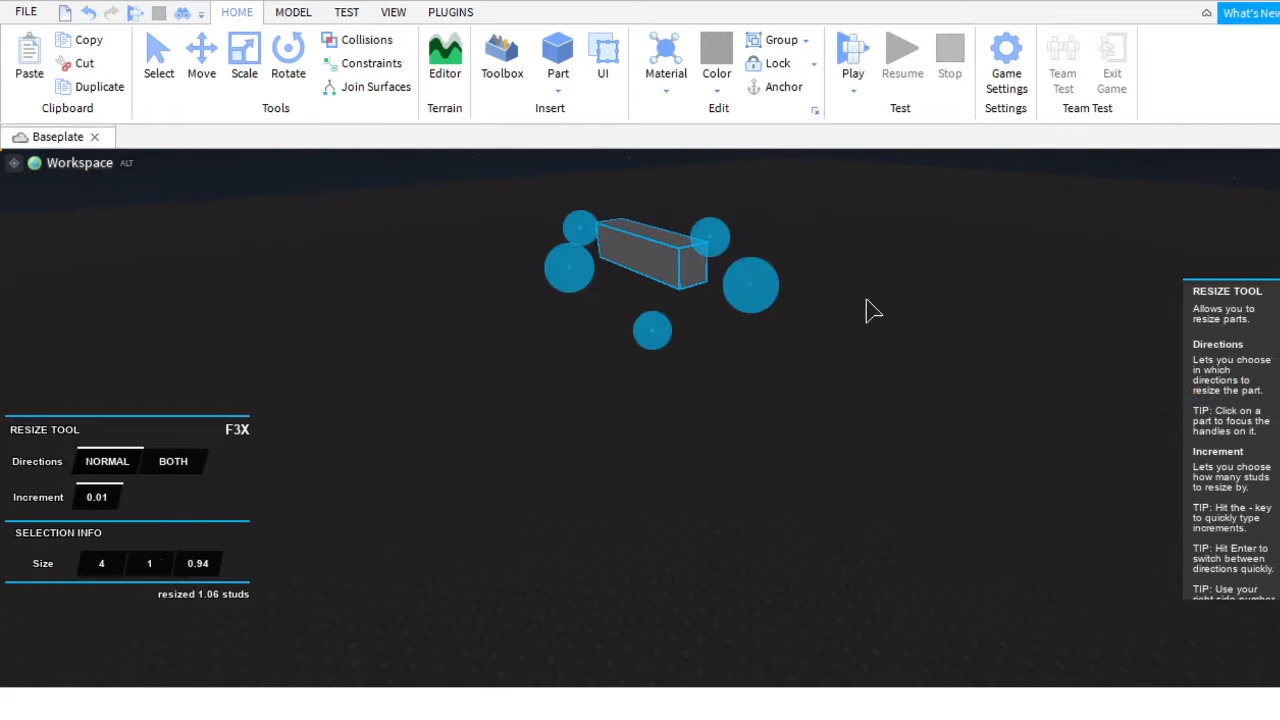 FILE HOME MODEL TEST VIEW PLUGINS What's New
Copy
Cut
Duplicate
Paste
Clipboard
Select Move Scale Rotate
Collisions
Constraints
Join Surfaces
Tools
Editor
Terrain
Toolbox Part UI
Insert
Material Color
Group
Lock
Anchor
Edit
Play Resume Stop
Test
Game
Settings
Settings
Team
Test
Exit
Game
Team Test
Baseplate
Workspace ALT
RESIZE TOOL F3X
Directions NORMAL BOTH
Increment 0.01
SELECTION INFO
Size 4 1 0.94
resized 1.06 studs
RESIZE TOOL
Allows you to
resize parts.
Directions
Lets you choose
in which
directions to
resize the part.
TIP: Click on a
part to focus the
handles on it.
Increment
Lets you choose
how many studs
to resize by.
TIP: Hit the - key
to quickly type
increments.
TIP: Hit Enter to
switch between
directions quickly.
TIP: Use your
right side number